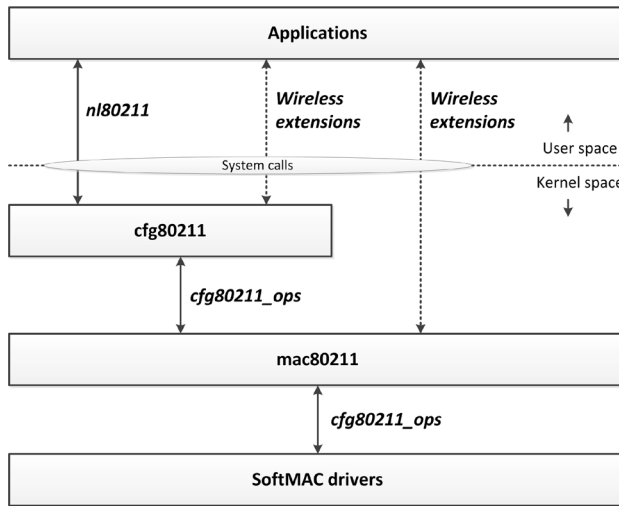 Applications
nl80211
Wireless
extensions
Wireless
extensions
User space
System calls
Kernel space
cfg80211
cfg80211_ops
mac80211
cfg80211_ops
SoftMAC drivers